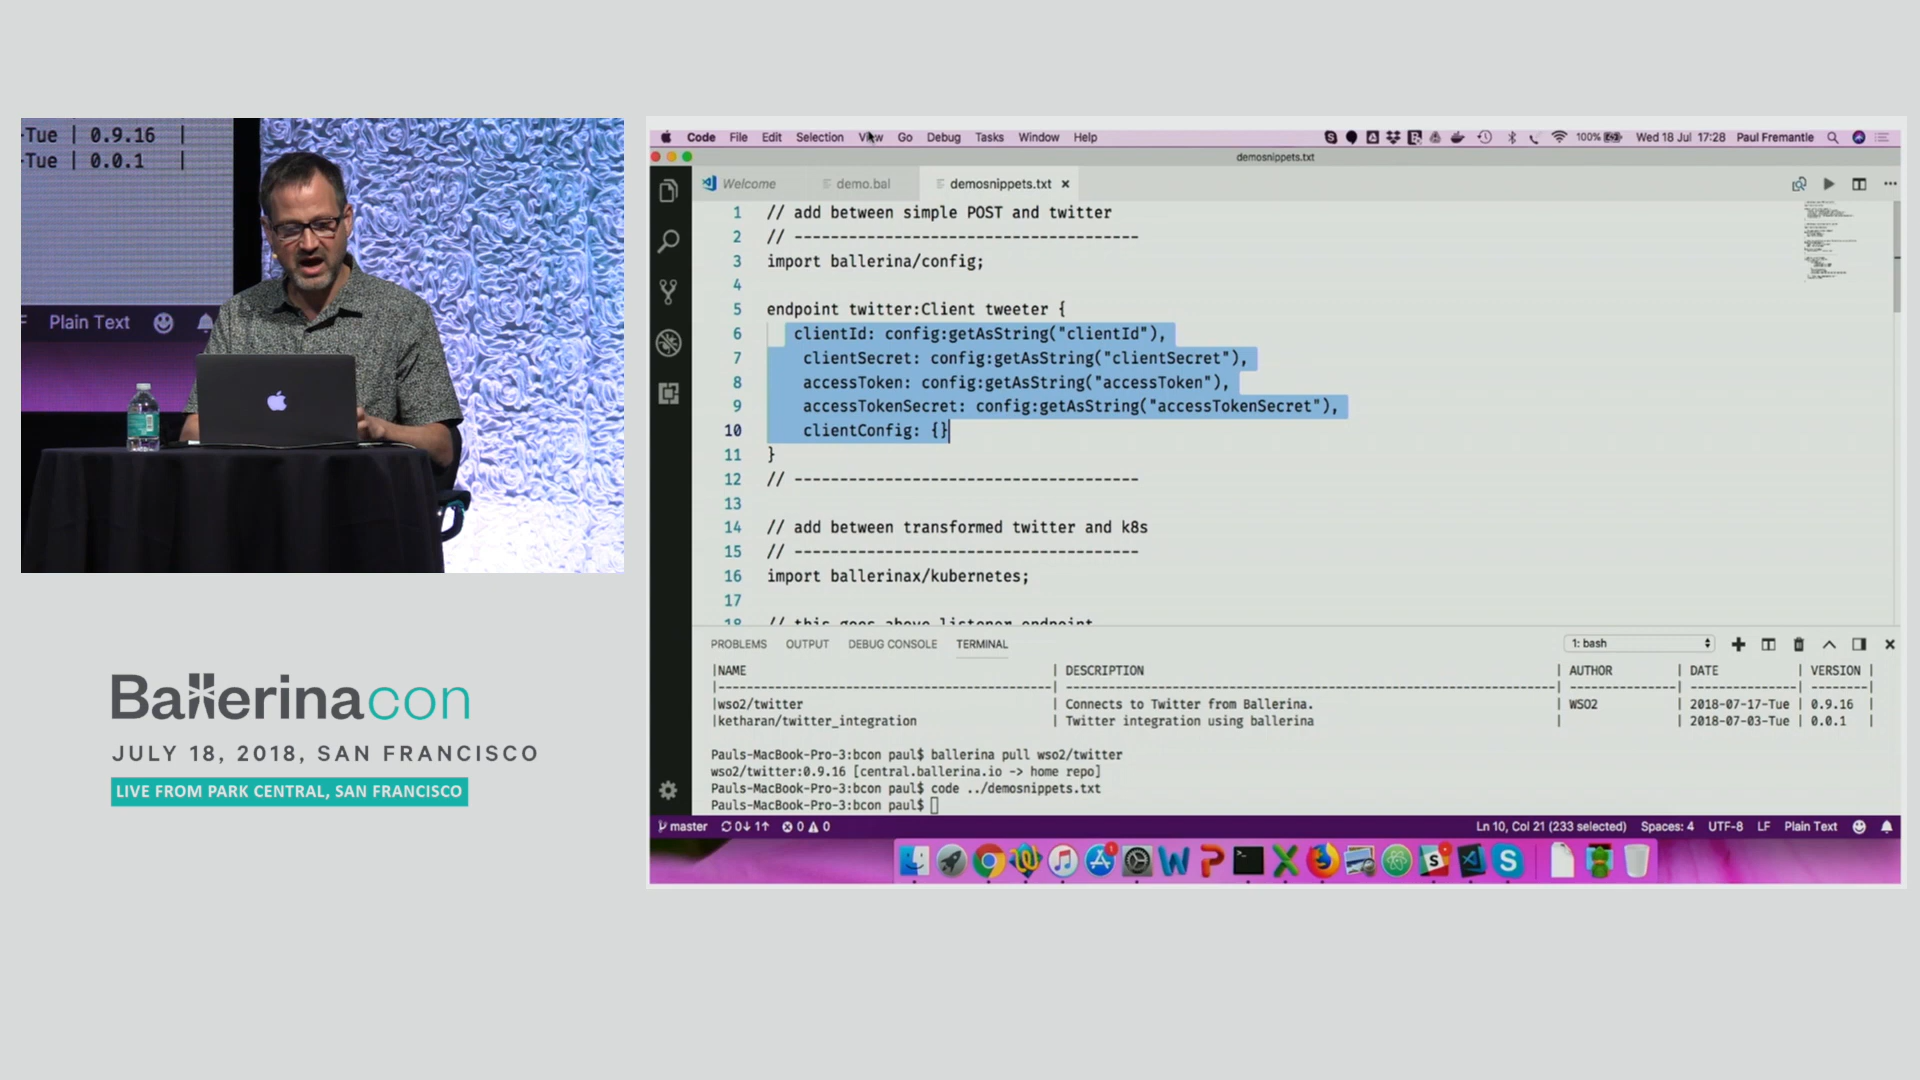 -Tue | 0.9.16 |
-Tue | 0.0.1 |
Plain Text
Ballerinacon
JULY 18, 2018, SAN FRANCISCO
LIVE FROM PARK CENTRAL, SAN FRANCISCO
Code File Edit Selection View Go Debug Tasks Window Help 100% Wed 18 Jul 17:28 Paul Fremantle
demosnippets.txt
Welcome demo.bal demosnippets.txt
1 // add between simple POST and twitter
2 // --------------------------------------
3 import ballerina/config;
4
5 endpoint twitter:Client tweeter {
6 clientId: config:getAsString("clientId"),
7 clientSecret: config:getAsString("clientSecret"),
8 accessToken: config:getAsString("accessToken"),
9 accessTokenSecret: config:getAsString("accessTokenSecret"),
10 clientConfig: {}
11 }
12 // --------------------------------------
13
14 // add between transformed twitter and k8s
15 // --------------------------------------
16 import ballerinax/kubernetes;
17
18 // this goes above listener endpoint
PROBLEMS OUTPUT DEBUG CONSOLE TERMINAL 1: bash
|NAME | DESCRIPTION | AUTHOR | DATE | VERSION |
|wso2/twitter | Connects to Twitter from Ballerina. | WSO2 | 2018-07-17-Tue | 0.9.16 |
|ketharan/twitter_integration | Twitter integration using ballerina | | 2018-07-03-Tue | 0.0.1 |
Pauls-MacBook-Pro-3:bcon paul$ ballerina pull wso2/twitter
wso2/twitter:0.9.16 [central.ballerina.io -> home repo]
Pauls-MacBook-Pro-3:bcon paul$ code ../demosnippets.txt
Pauls-MacBook-Pro-3:bcon paul$
master 0↓ 1↑ 0 0 Ln 10, Col 21 (233 selected) Spaces: 4 UTF-8 LF Plain Text